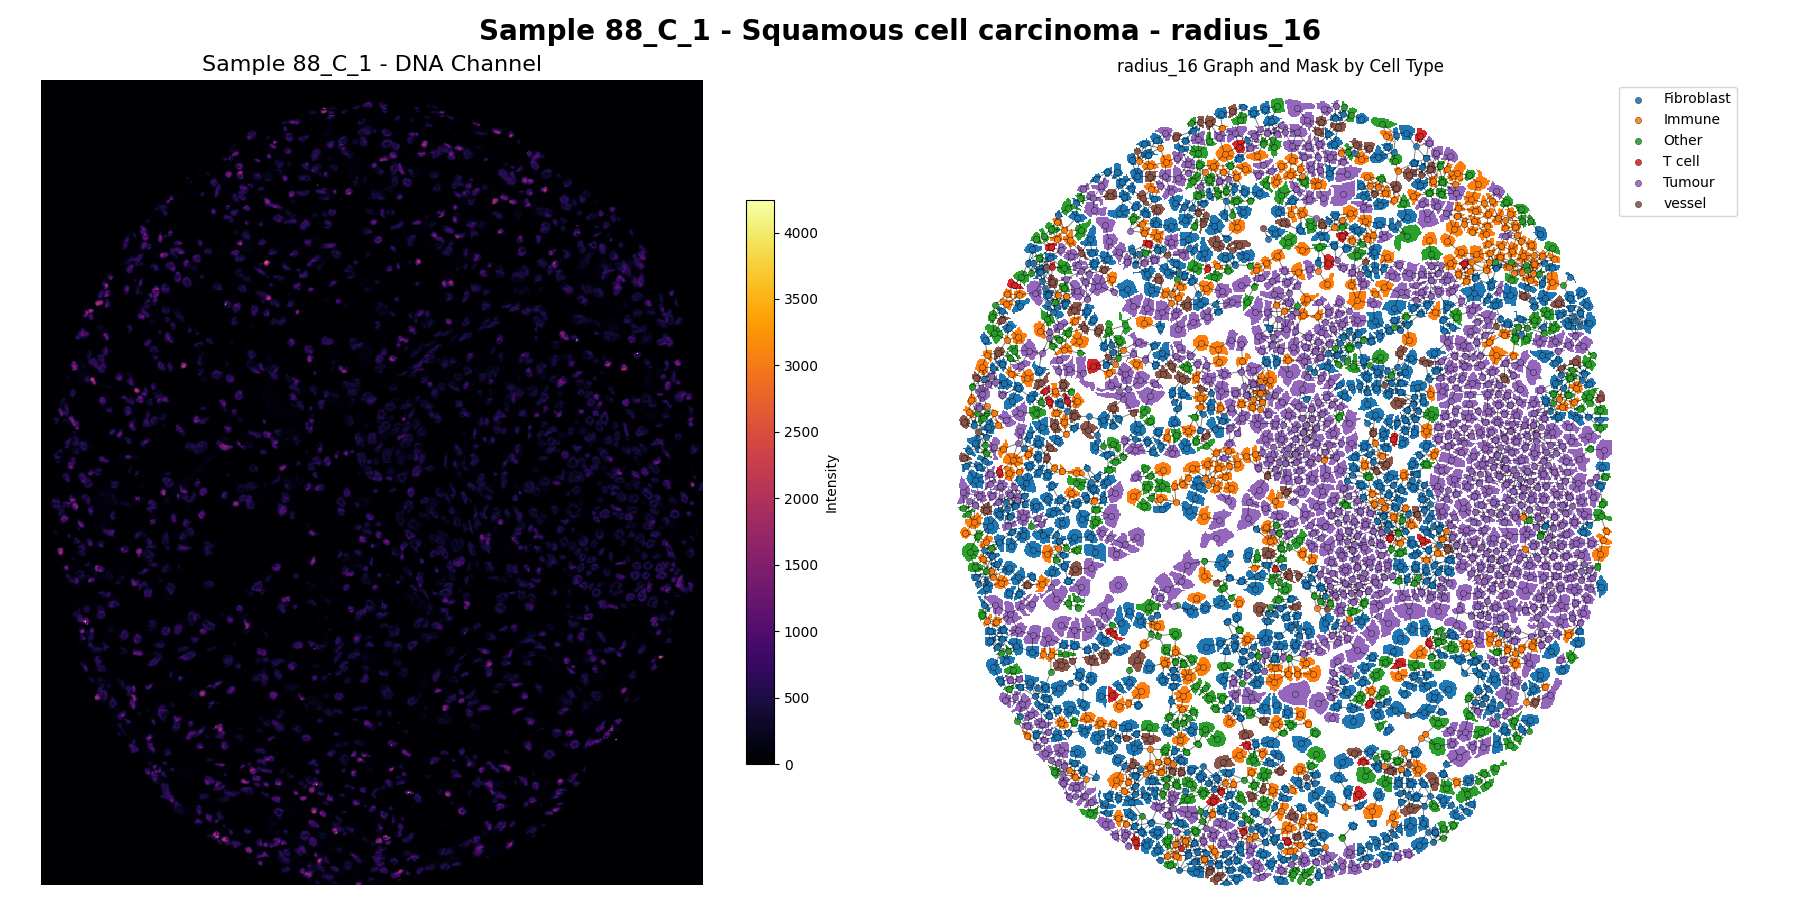 Sample 88_C_1 - Squamous cell carcinoma - radius_16
Sample 88_C_1 - DNA Channel
radius_16 Graph and Mask by Cell Type
4000
3500
3000
2500
2000
1500
1000
500
0
Intensity
Fibroblast
Immune
Other
T cell
Tumour
vessel